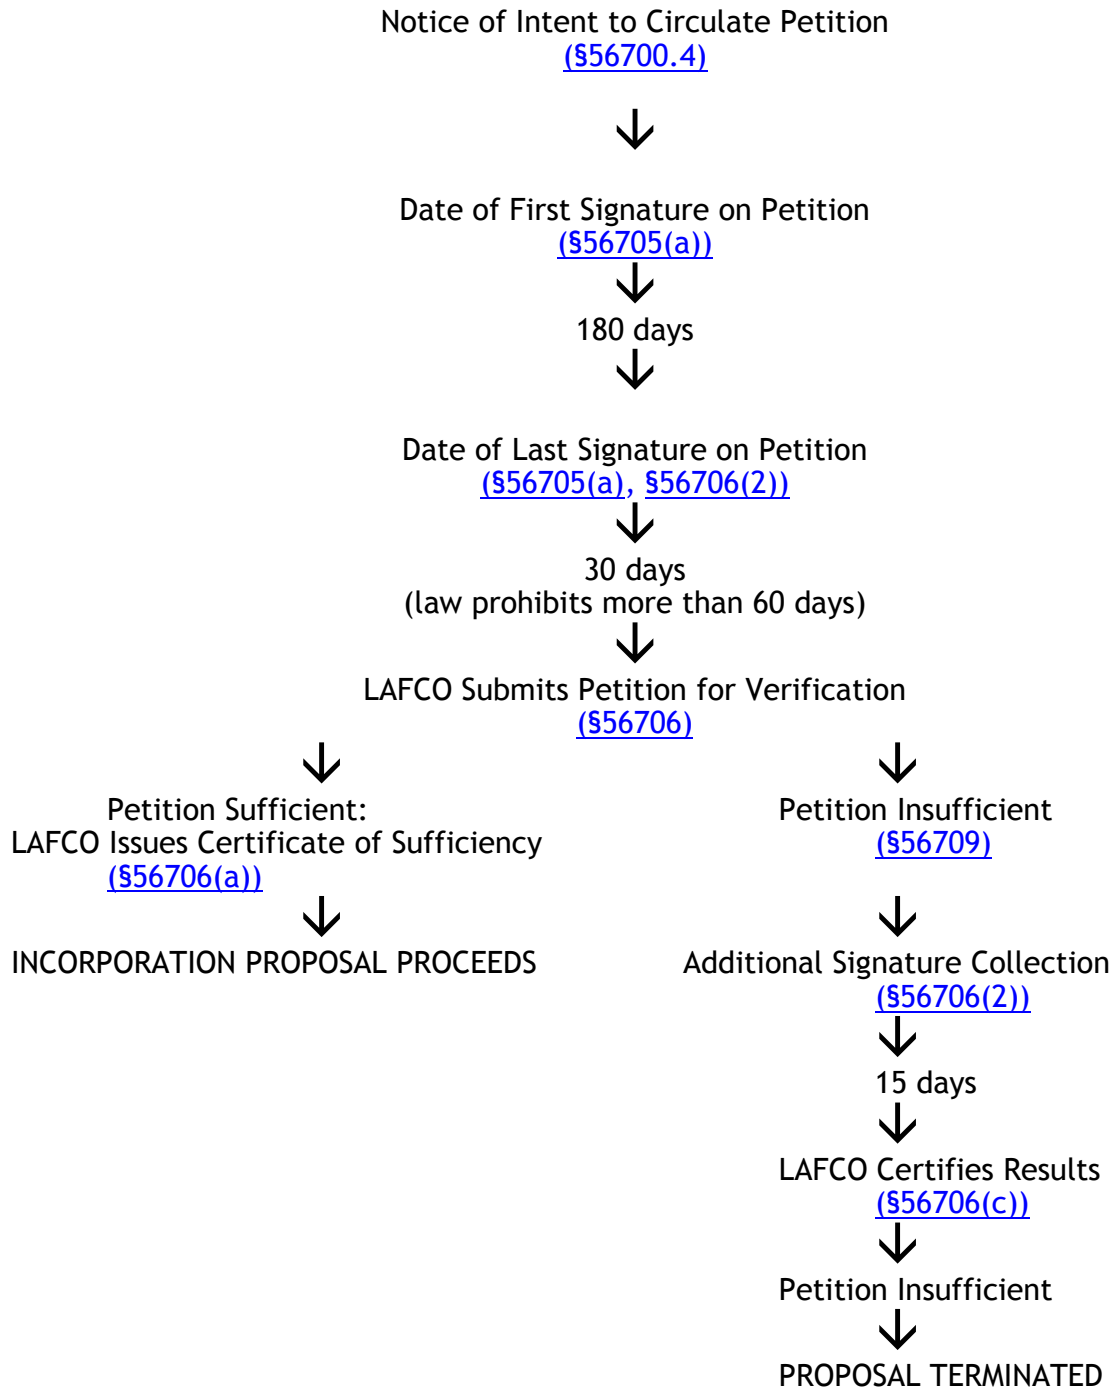 Notice of Intent to Circulate Petition
(§56700.4)
Date of First Signature on Petition
(§56705(a))
180 days
Date of Last Signature on Petition
(§56705(a), §56706(2))
30 days
(law prohibits more than 60 days)
LAFCO Submits Petition for Verification
(§56706)
Petition Sufficient:
LAFCO Issues Certificate of Sufficiency
(§56706(a))
INCORPORATION PROPOSAL PROCEEDS
Petition Insufficient
(§56709)
Additional Signature Collection
(§56706(2))
15 days
LAFCO Certifies Results
(§56706(c))
Petition Insufficient
PROPOSAL TERMINATED